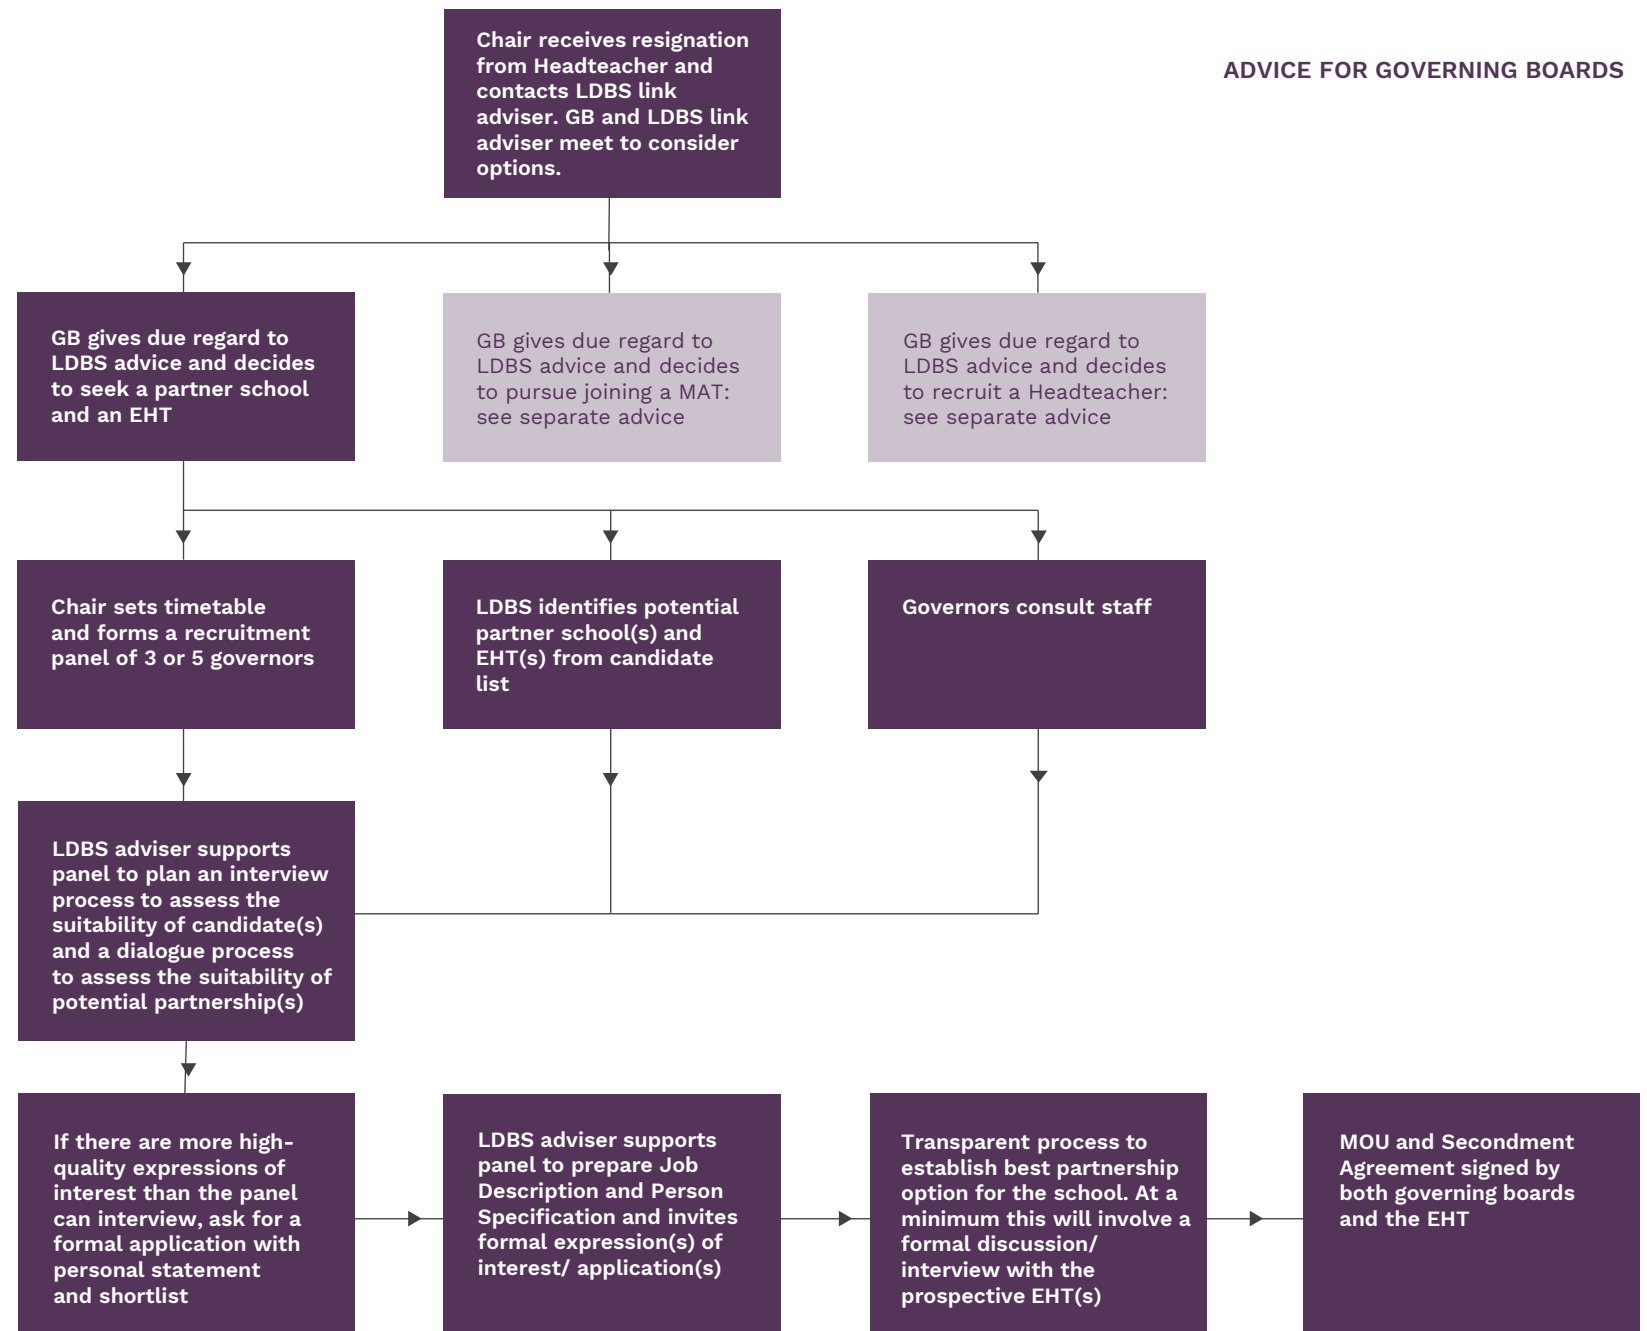 ADVICE FOR GOVERNING BOARDS
Chair receives resignation
from Headteacher and
contacts LDBS link
adviser. GB and LDBS link
adviser meet to consider
options.
GB gives due regard to
LDBS advice and decides
to seek a partner school
and an EHT
GB gives due regard to
LDBS advice and decides
to pursue joining a MAT:
see separate advice
GB gives due regard to
LDBS advice and decides
to recruit a Headteacher:
see separate advice
Chair sets timetable
and forms a recruitment
panel of 3 or 5 governors
LDBS identifies potential
partner school(s) and
EHT(s) from candidate
list
Governors consult staff
LDBS adviser supports
panel to plan an interview
process to assess the
suitability of candidate(s)
and a dialogue process
to assess the suitability of
potential partnership(s)
If there are more high-
quality expressions of
interest than the panel
can interview, ask for a
formal application with
personal statement
and shortlist
LDBS adviser supports
panel to prepare Job
Description and Person
Specification and invites
formal expression(s) of
interest/ application(s)
Transparent process to
establish best partnership
option for the school. At a
minimum this will involve a
formal discussion/
interview with the
prospective EHT(s)
MOU and Secondment
Agreement signed by
both governing boards
and the EHT